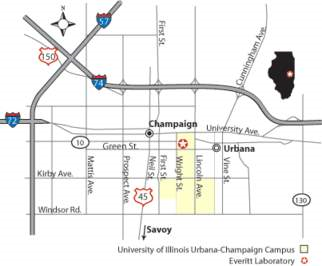 57
150
74
First St.
Cunningham Ave.
72
Champaign
University Ave.
10
Green St.
Urbana
Mattis Ave.
Prospect Ave.
Neil St.
First St.
Wright St.
Lincoln Ave.
Vine St.
Kirby Ave.
45
130
Windsor Rd.
Savoy
University of Illinois Urbana-Champaign Campus
Everitt Laboratory